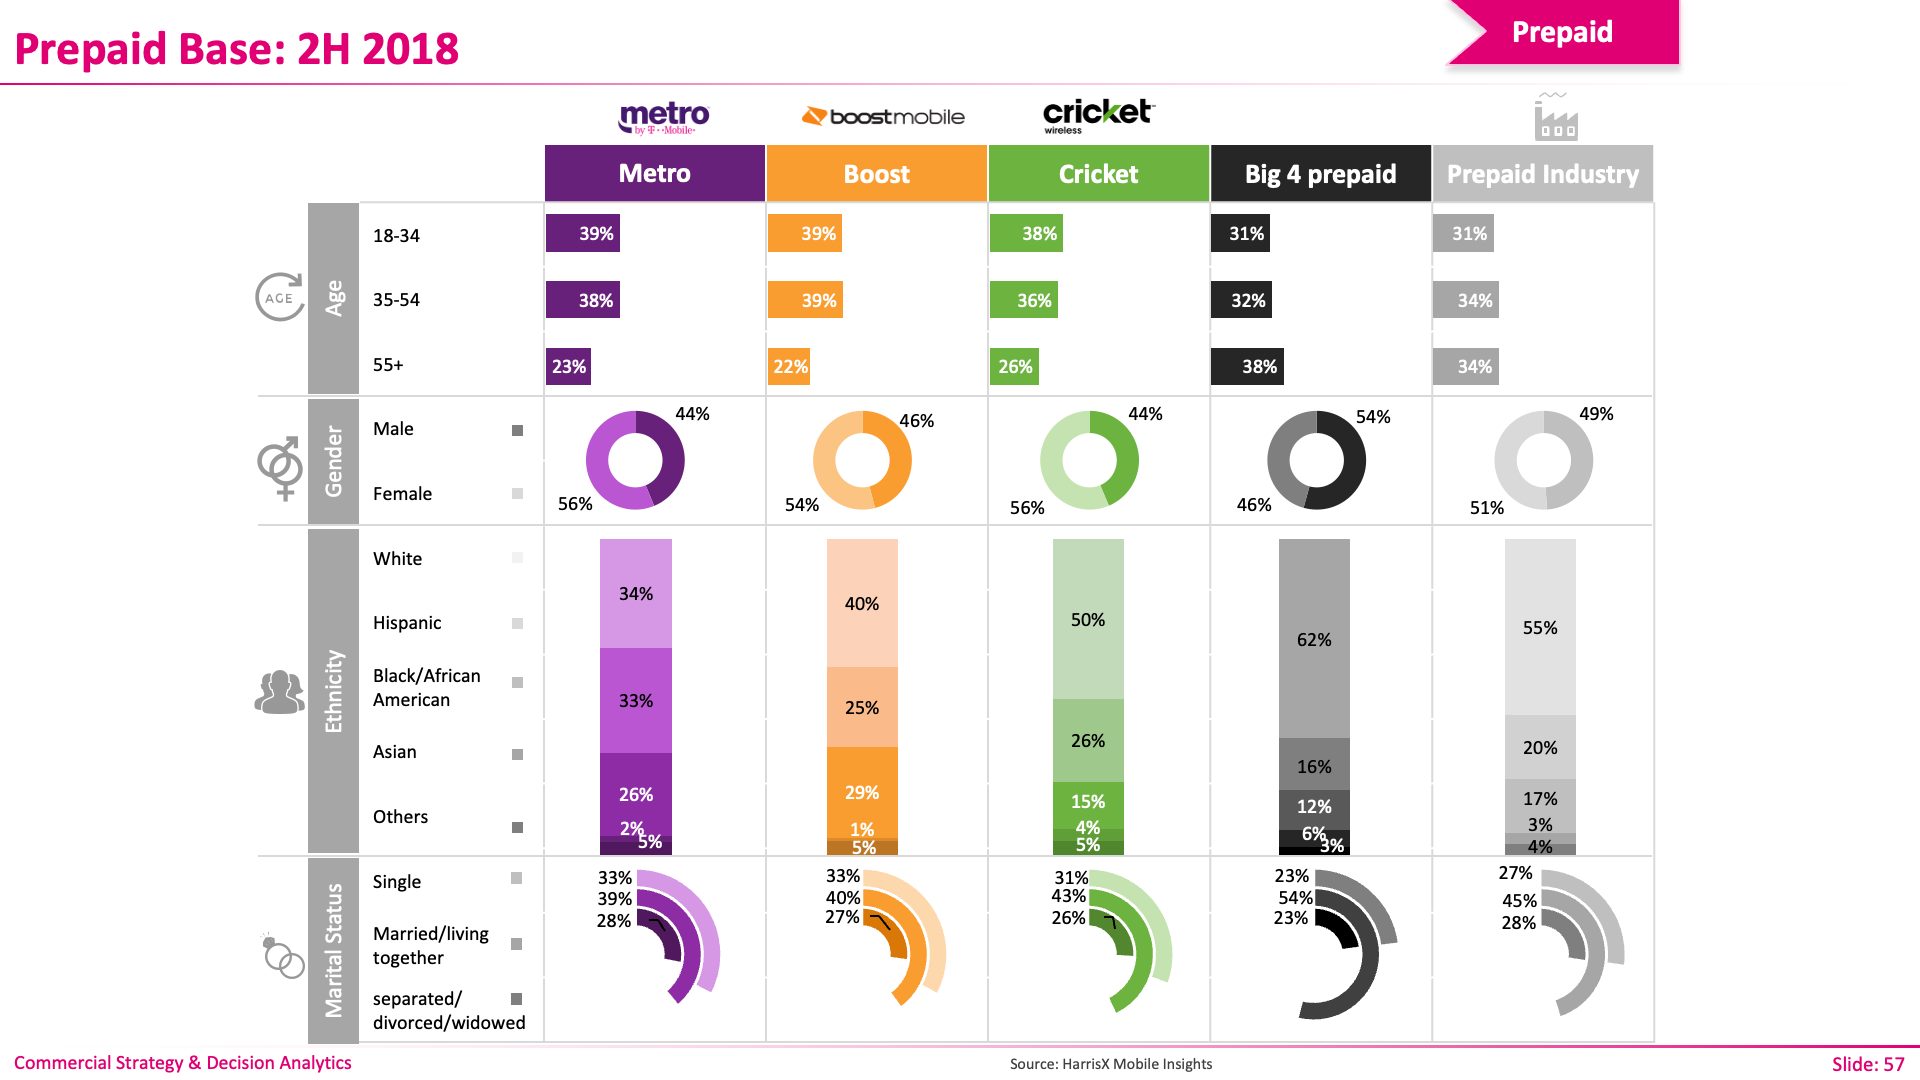 Prepaid Base: 2H 2018
Prepaid
metro
by T··Mobile·
boostmobile
cricket
wireless
Metro
Boost
Cricket
Big 4 prepaid
Prepaid Industry
AGE
Age
18-34
39%
39%
38%
31%
31%
35-54
38%
39%
36%
32%
34%
55+
23%
22%
26%
38%
34%
Gender
Male
Female
44%
56%
46%
54%
44%
56%
54%
46%
49%
51%
Ethnicity
White
Hispanic
Black/African
American
Asian
Others
34%
33%
26%
2%
5%
40%
25%
29%
1%
5%
50%
26%
15%
4%
5%
62%
16%
12%
6%
3%
55%
20%
17%
3%
4%
Marital Status
Single
Married/living
together
separated/
divorced/widowed
33%
39%
28%
33%
40%
27%
31%
43%
26%
23%
54%
23%
27%
45%
28%
Commercial Strategy & Decision Analytics
Source: HarrisX Mobile Insights
Slide: 57